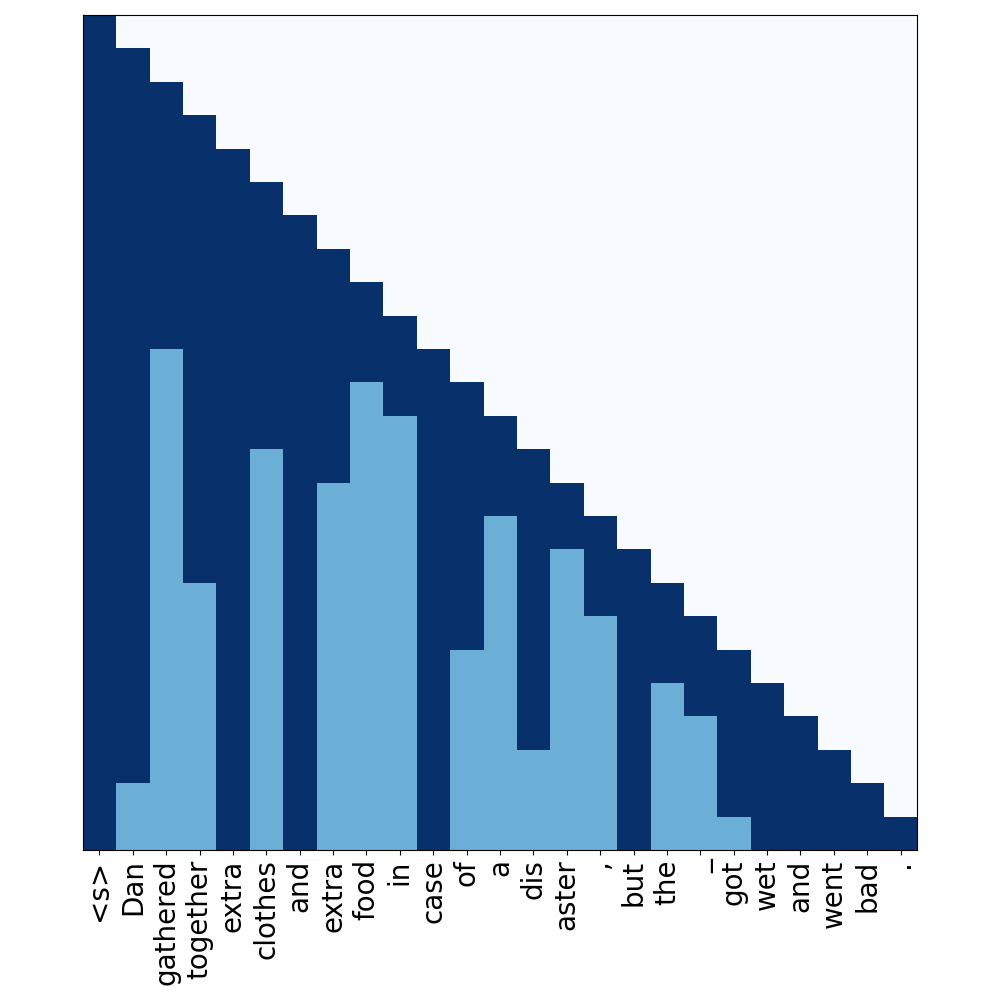 <s> Dan gathered together extra clothes and extra food in case of a dis aster , but the _ got wet and went bad .